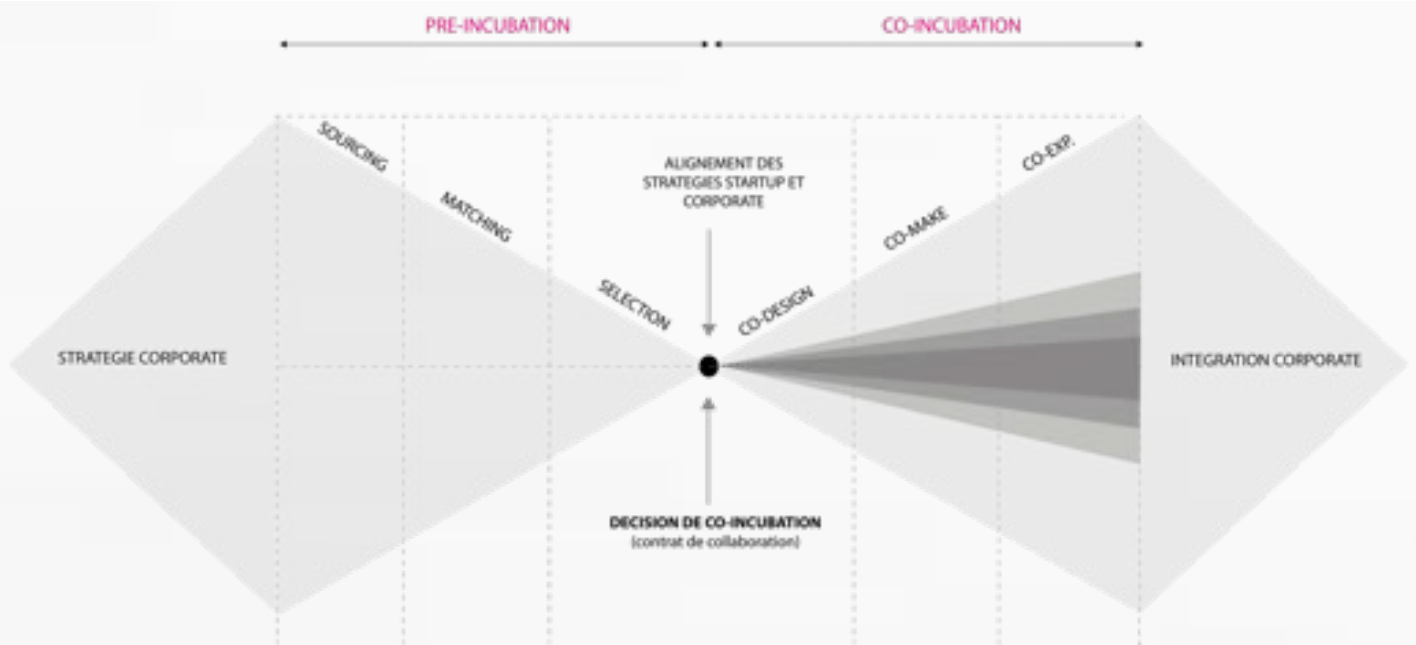 PRE-INCUBATION
CO-INCUBATION
SOURCING
MATCHING
SELECTION
ALIGNEMENT DES
STRATEGIES STARTUP ET
CORPORATE
CO-DESIGN
CO-MAKE
CO-EXP.
STRATEGIE CORPORATE
INTEGRATION CORPORATE
DECISION DE CO-INCUBATION
(contrat de collaboration)